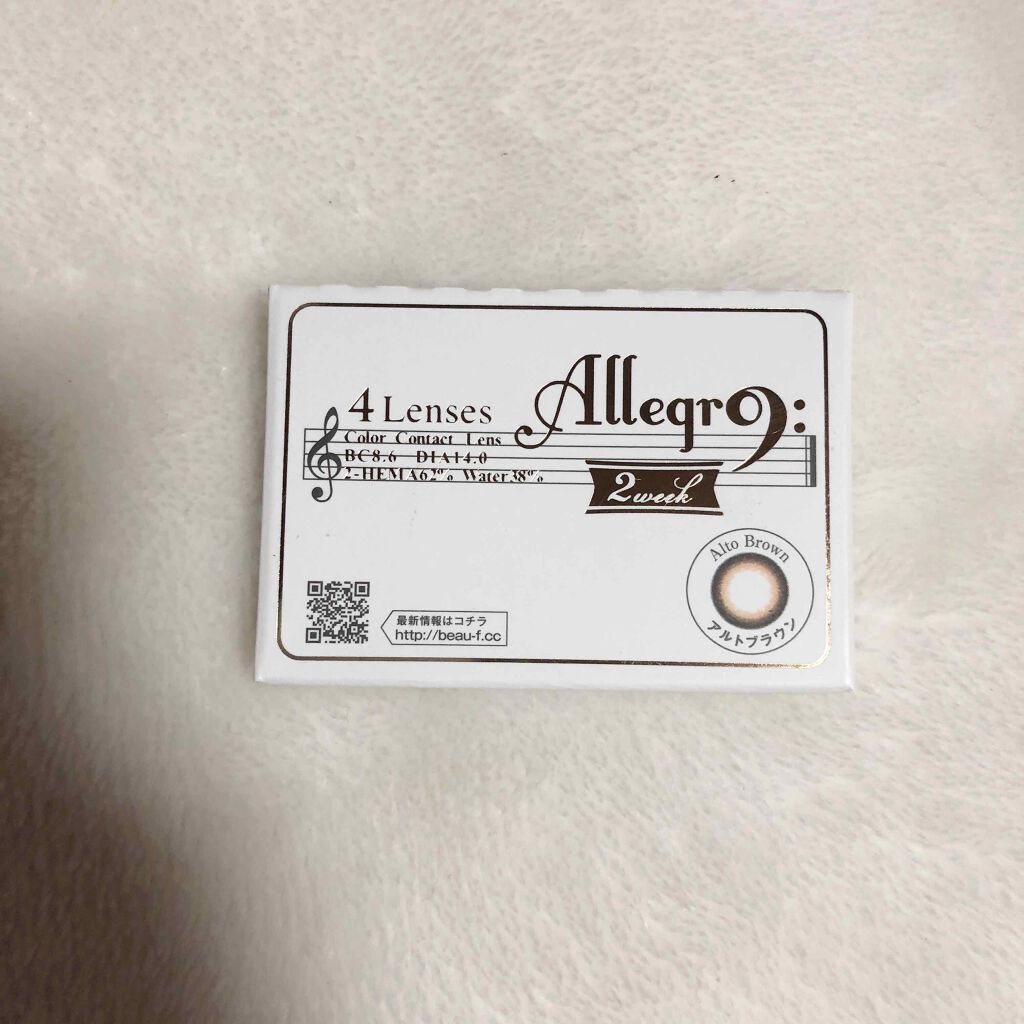 Allegro
4 Lenses
Color Contact Lens
BC8.6 DIA14.0
2-HEMA62% Water38%
2week
Alto Brown
アルトブラウン
最新情報はコチラ
http://beau-f.cc